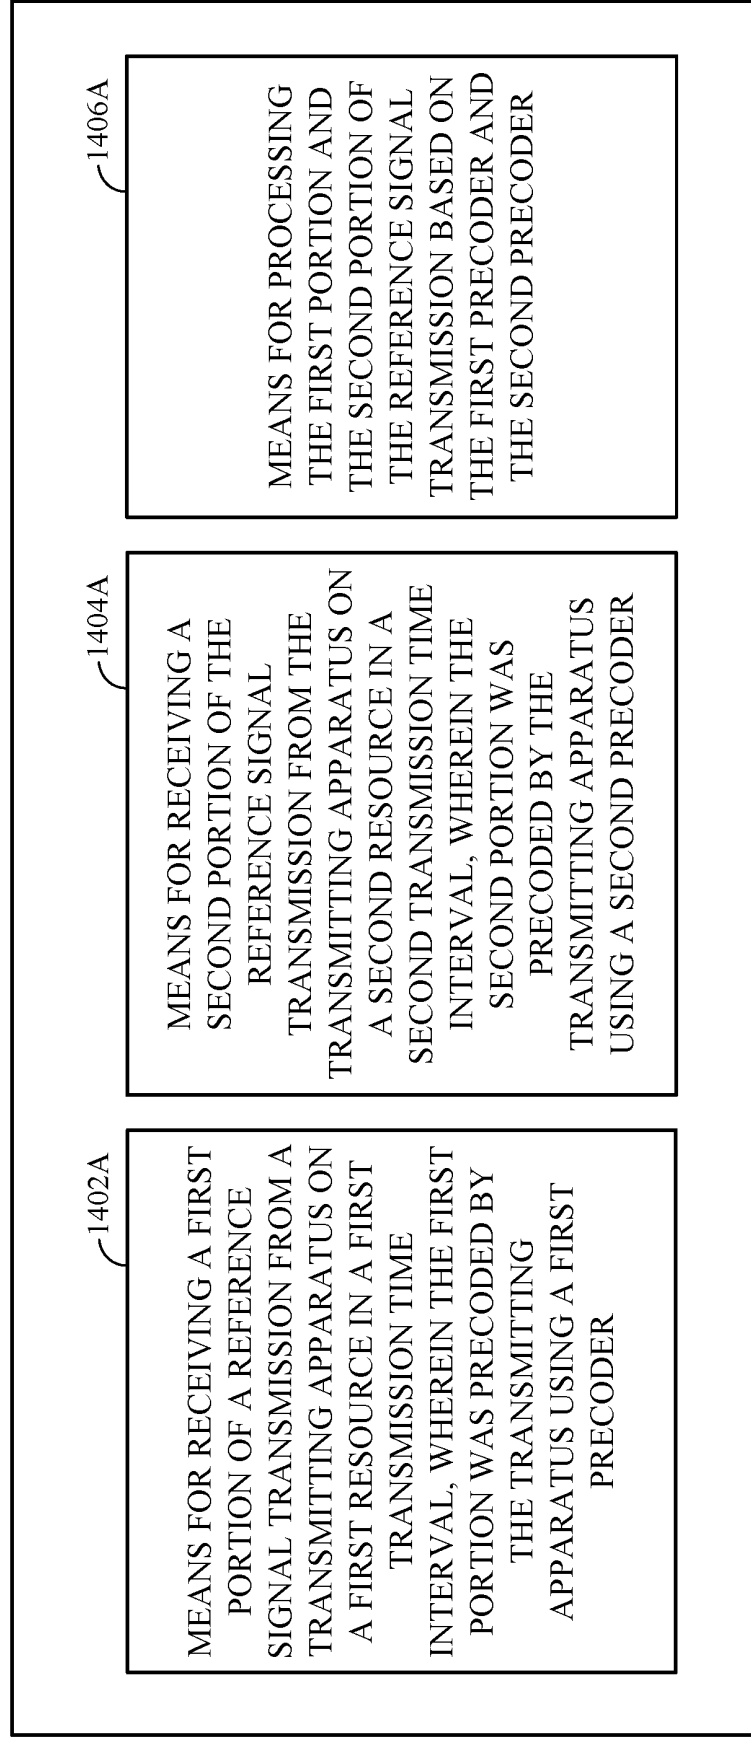 1402A
MEANS FOR RECEIVING A FIRST
PORTION OF A REFERENCE
SIGNAL TRANSMISSION FROM A
TRANSMITTING APPARATUS ON
A FIRST RESOURCE IN A FIRST
TRANSMISSION TIME
INTERVAL, WHEREIN THE FIRST
PORTION WAS PRECODED BY
THE TRANSMITTING
APPARATUS USING A FIRST
PRECODER
1404A
MEANS FOR RECEIVING A
SECOND PORTION OF THE
REFERENCE SIGNAL
TRANSMISSION FROM THE
TRANSMITTING APPARATUS ON
A SECOND RESOURCE IN A
SECOND TRANSMISSION TIME
INTERVAL, WHEREIN THE
SECOND PORTION WAS
PRECODED BY THE
TRANSMITTING APPARATUS
USING A SECOND PRECODER
1406A
MEANS FOR PROCESSING
THE FIRST PORTION AND
THE SECOND PORTION OF
THE REFERENCE SIGNAL
TRANSMISSION BASED ON
THE FIRST PRECODER AND
THE SECOND PRECODER